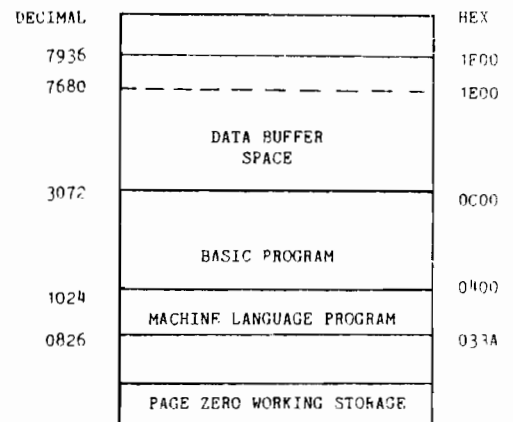 DECIMAL HEX
7936 1F00
7680 1E00
DATA BUFFER
SPACE
3072 0C00
BASIC PROGRAM
1024 0400
MACHINE LANGUAGE PROGRAM
0826 033A
PAGE ZERO WORKING STORAGE